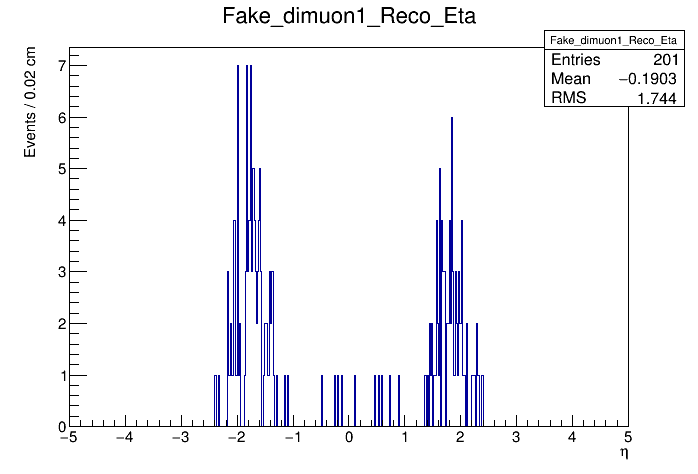 Fake_dimuon1_Reco_Eta
Fake_dimuon1_Reco_Eta
Entries 201
Mean −0.1903
RMS 1.744
Events / 0.02 cm
7
6
5
4
3
2
1
0
−5 −4 −3 −2 −1 0 1 2 3 4 5
η